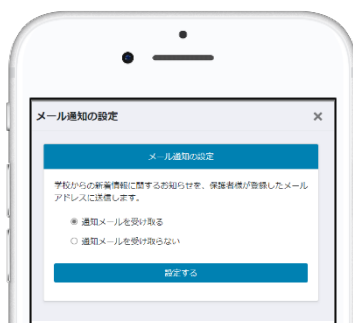 メール通知の設定 ×
メール通知の設定
学校からの新着情報に関するお知らせを、保護者様が登録したメール
アドレスに送信します。
通知メールを受け取る
通知メールを受け取らない
設定する